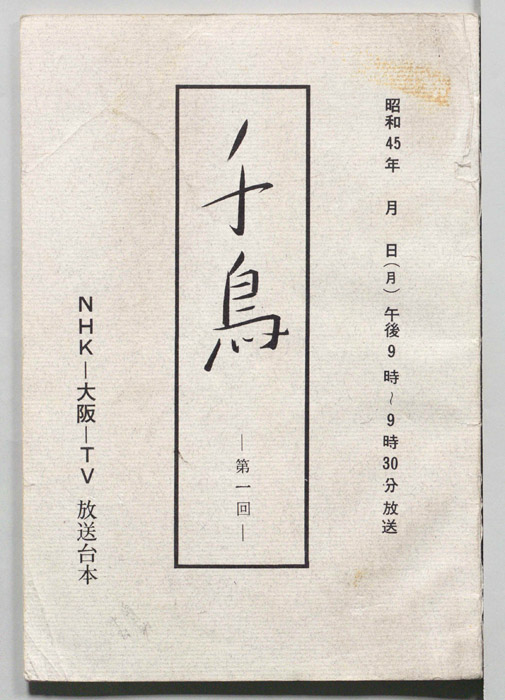 昭和45年　月　日(月)午後9時～9時30分放送
千鳥
―第一回―
NHK―大阪―TV 放送台本